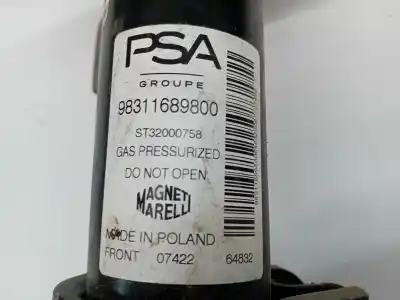 PSA
GROUPE
98311689800
ST32000758
GAS PRESSURIZED
DO NOT OPEN
MAGNETI
MARELLI
MADE IN POLAND
FRONT 07422 64832